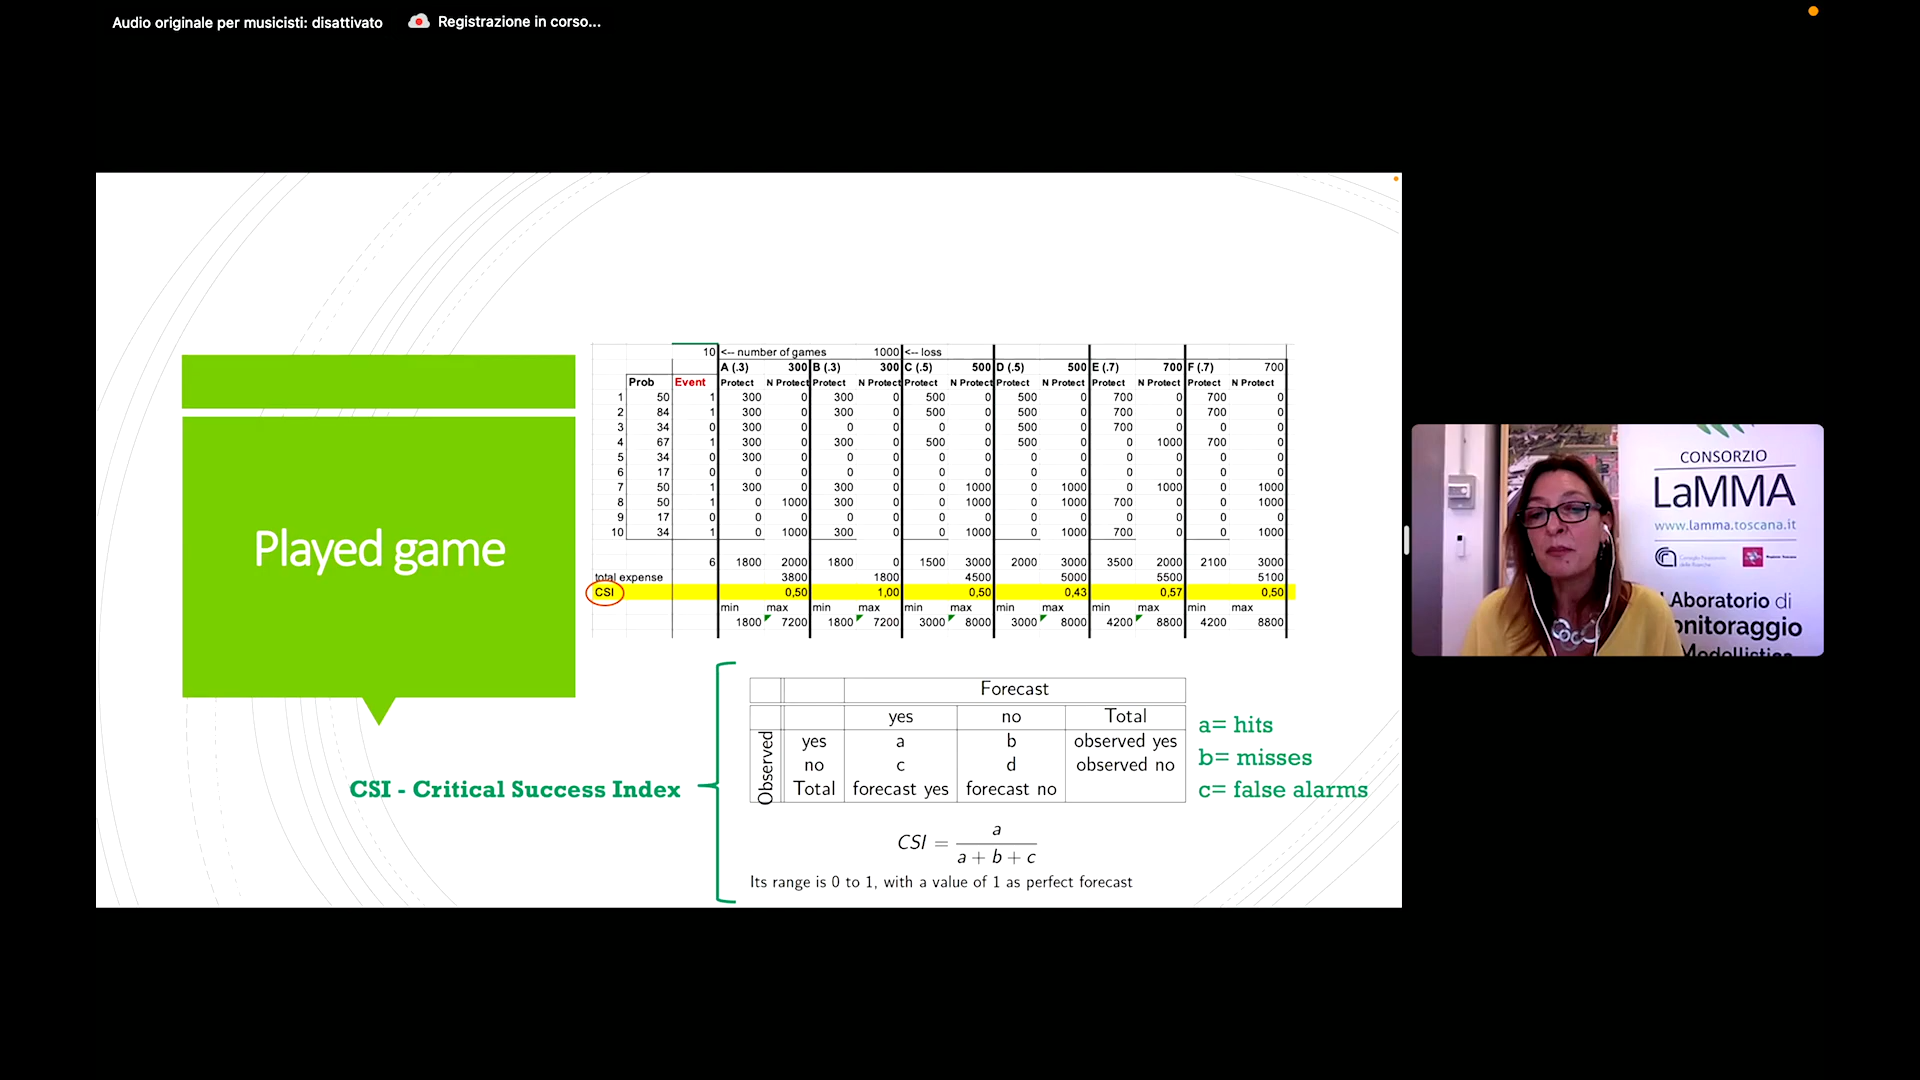 Audio originale per musicisti: disattivato
Registrazione in corso...
Played game
10 <-- number of games 1000 <-- loss
A (.3) 300 B (.3) 300 C (.5) 500 D (.5) 500 E (.7) 700 F (.7) 700
Prob Event Protect N Protect Protect N Protect Protect N Protect Protect N Protect Protect N Protect Protect N Protect
1 50 1 300 0 300 0 500 0 500 0 700 0 700 0
2 84 1 300 0 300 0 500 0 500 0 700 0 700 0
3 34 0 300 0 0 0 0 0 500 0 700 0 0 0
4 67 1 300 0 300 0 500 0 500 0 0 1000 700 0
5 34 0 300 0 0 0 0 0 0 0 0 0 0 0
6 17 0 0 0 0 0 0 0 0 0 0 0 0 0
7 50 1 300 0 300 0 0 1000 0 1000 0 1000 0 1000
8 50 1 0 1000 300 0 0 1000 0 1000 700 0 0 1000
9 17 0 0 0 0 0 0 0 0 0 0 0 0 0
10 34 1 0 1000 300 0 0 1000 0 1000 700 0 0 1000
6 1800 2000 1800 0 1500 3000 2000 3000 3500 2000 2100 3000
total expense 3800 1800 4500 5000 5500 5100
CSI 0,50 1,00 0,50 0,43 0,57 0,50
min max min max min max min max min max min max
1800 7200 1800 7200 3000 8000 3000 8000 4200 8800 4200 8800
CSI - Critical Success Index
Forecast
yes no Total
Observed
yes a b observed yes
no c d observed no
Total forecast yes forecast no
a= hits
b= misses
c= false alarms
CSI = a / a + b + c
Its range is 0 to 1, with a value of 1 as perfect forecast
CONSORZIO
LaMMA
www.lamma.toscana.it
Aboratorio di
onitoraggio
Modellistica